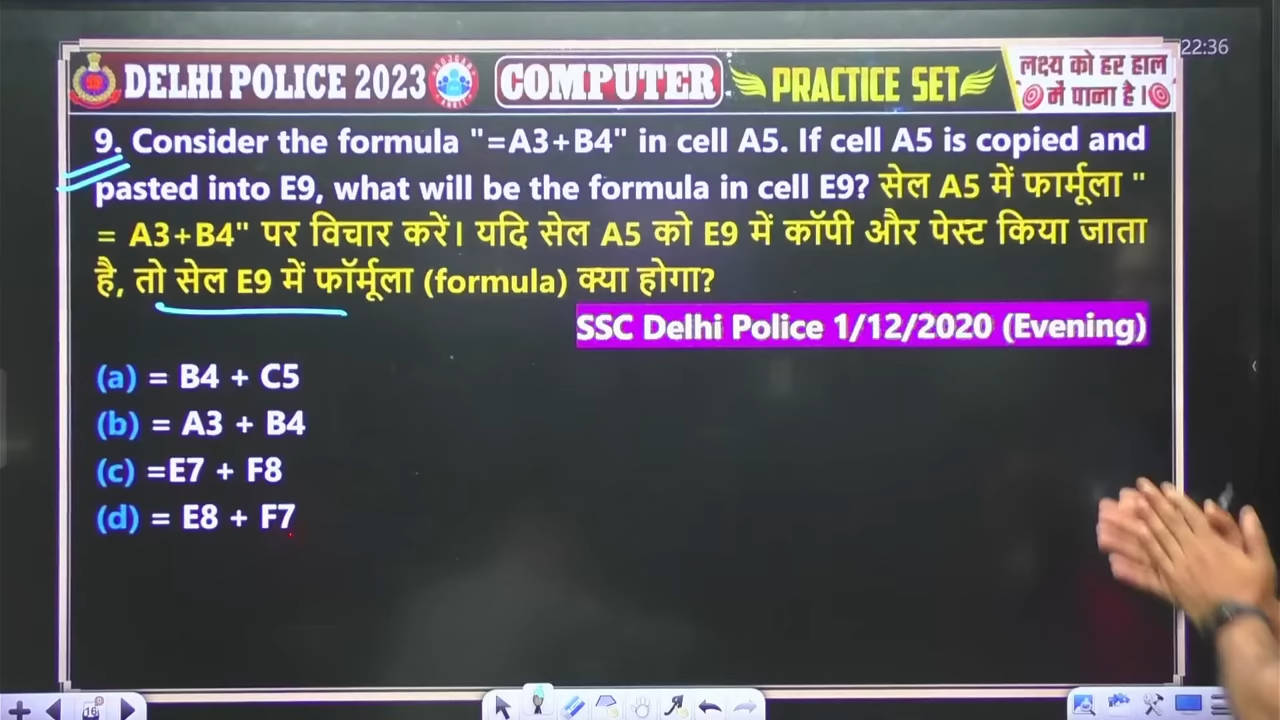 22:36
DELHI POLICE 2023 COMPUTER PRACTICE SET
लक्ष्य को हर हाल
में पाना है।
9. Consider the formula "=A3+B4" in cell A5. If cell A5 is copied and
pasted into E9, what will be the formula in cell E9? सेल A5 में फार्मूला "
= A3+B4" पर विचार करें। यदि सेल A5 को E9 में कॉपी और पेस्ट किया जाता
है, तो सेल E9 में फॉर्मूला (formula) क्या होगा?
SSC Delhi Police 1/12/2020 (Evening)
(a) = B4 + C5
(b) = A3 + B4
(c) =E7 + F8
(d) = E8 + F7
16